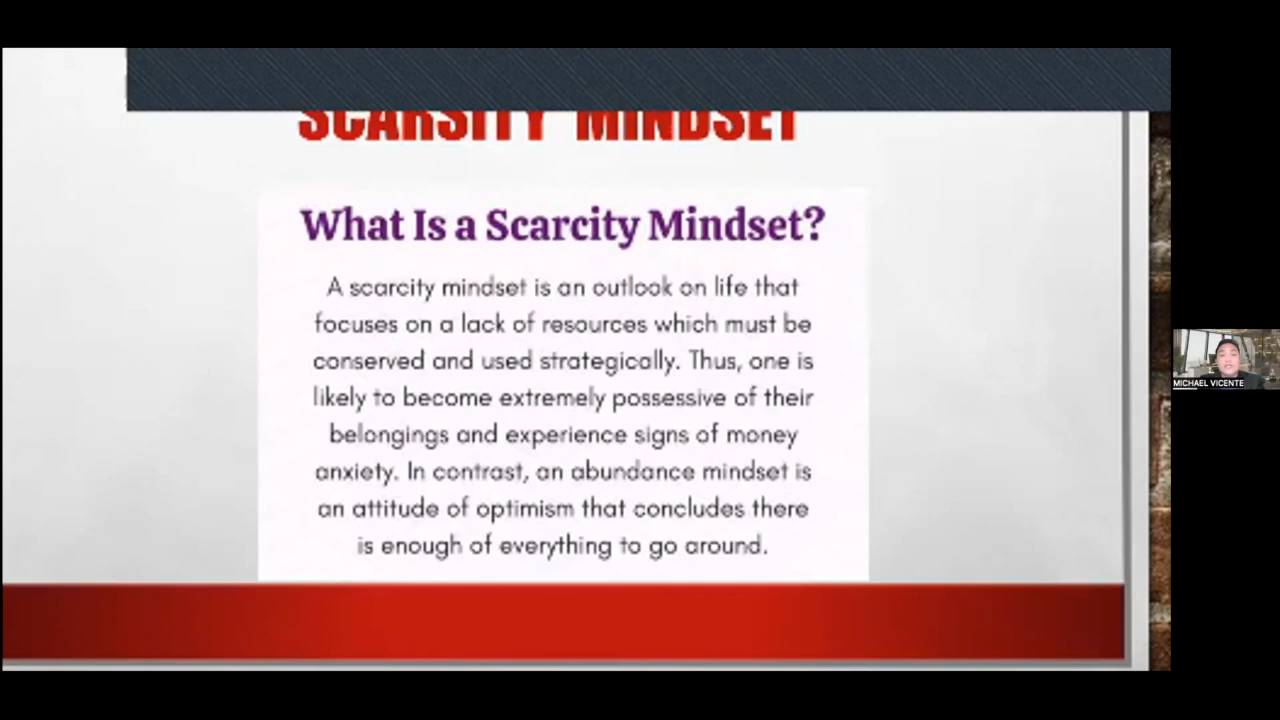 SCARSITY MINDSET
What Is a Scarcity Mindset?
A scarcity mindset is an outlook on life that
focuses on a lack of resources which must be
conserved and used strategically. Thus, one is
likely to become extremely possessive of their
belongings and experience signs of money
anxiety. In contrast, an abundance mindset is
an attitude of optimism that concludes there
is enough of everything to go around.
MICHAEL VICENTE